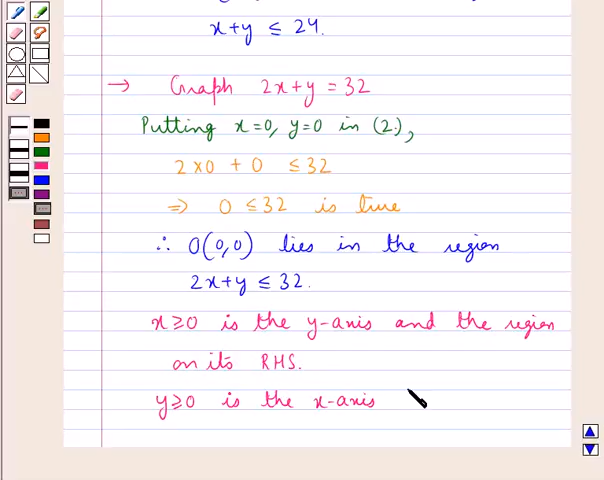 x+y ≤ 24.
→ Graph 2x+y = 32
Putting x=0, y=0 in (2.),
2×0 + 0 ≤32
⇒ 0 ≤32 is true
∴ O(0,0) lies in the region
2x+y ≤ 32.
x≥0 is the y-axis and the region
on its RHS.
y≥0 is the x-axis